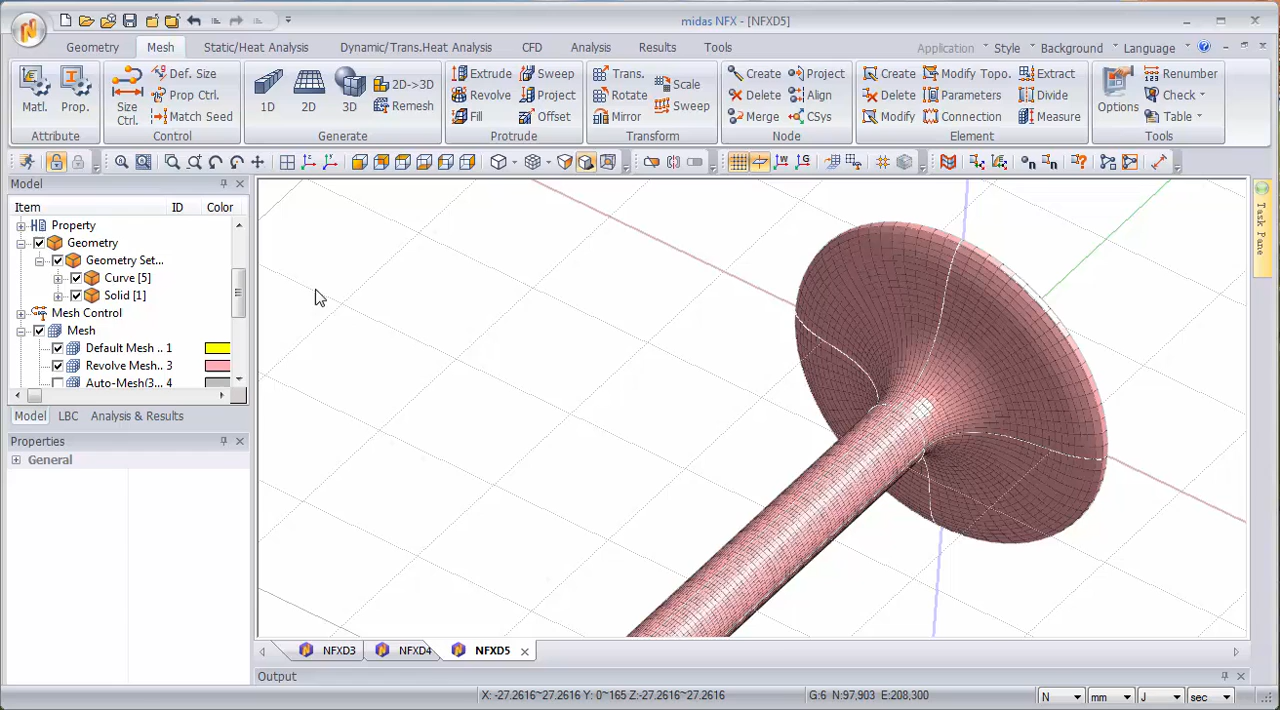 midas NFX - [NFXD5]
Geometry Mesh Static/Heat Analysis Dynamic/Trans.Heat Analysis CFD Analysis Results Tools Application Style Background Language
Matl. Prop.
Attribute
Size Ctrl. Def. Size Prop Ctrl. Match Seed
Control
1D 2D 3D 2D->3D Remesh
Generate
Extrude Sweep
Revolve Project
Fill Offset
Protrude
Trans. Scale
Rotate Sweep
Mirror
Transform
Create Project
Delete Align
Merge CSys
Node
Create Modify Topo. Extract
Delete Parameters Divide
Modify Connection Measure
Element
Options Renumber Check Table
Tools
Model
Item ID Color
Property
Geometry
Geometry Set...
Curve [5]
Solid [1]
Mesh Control
Mesh
Default Mesh .. 1
Revolve Mesh.. 3
Auto-Mesh(3... 4
Model LBC Analysis & Results
Properties
General
Task Pane
NFXD3 NFXD4 NFXD5
Output
X: -27.2616~27.2616 Y: 0~165 Z:-27.2616~27.2616 G:6 N:97,903 E:208,300 N mm J sec